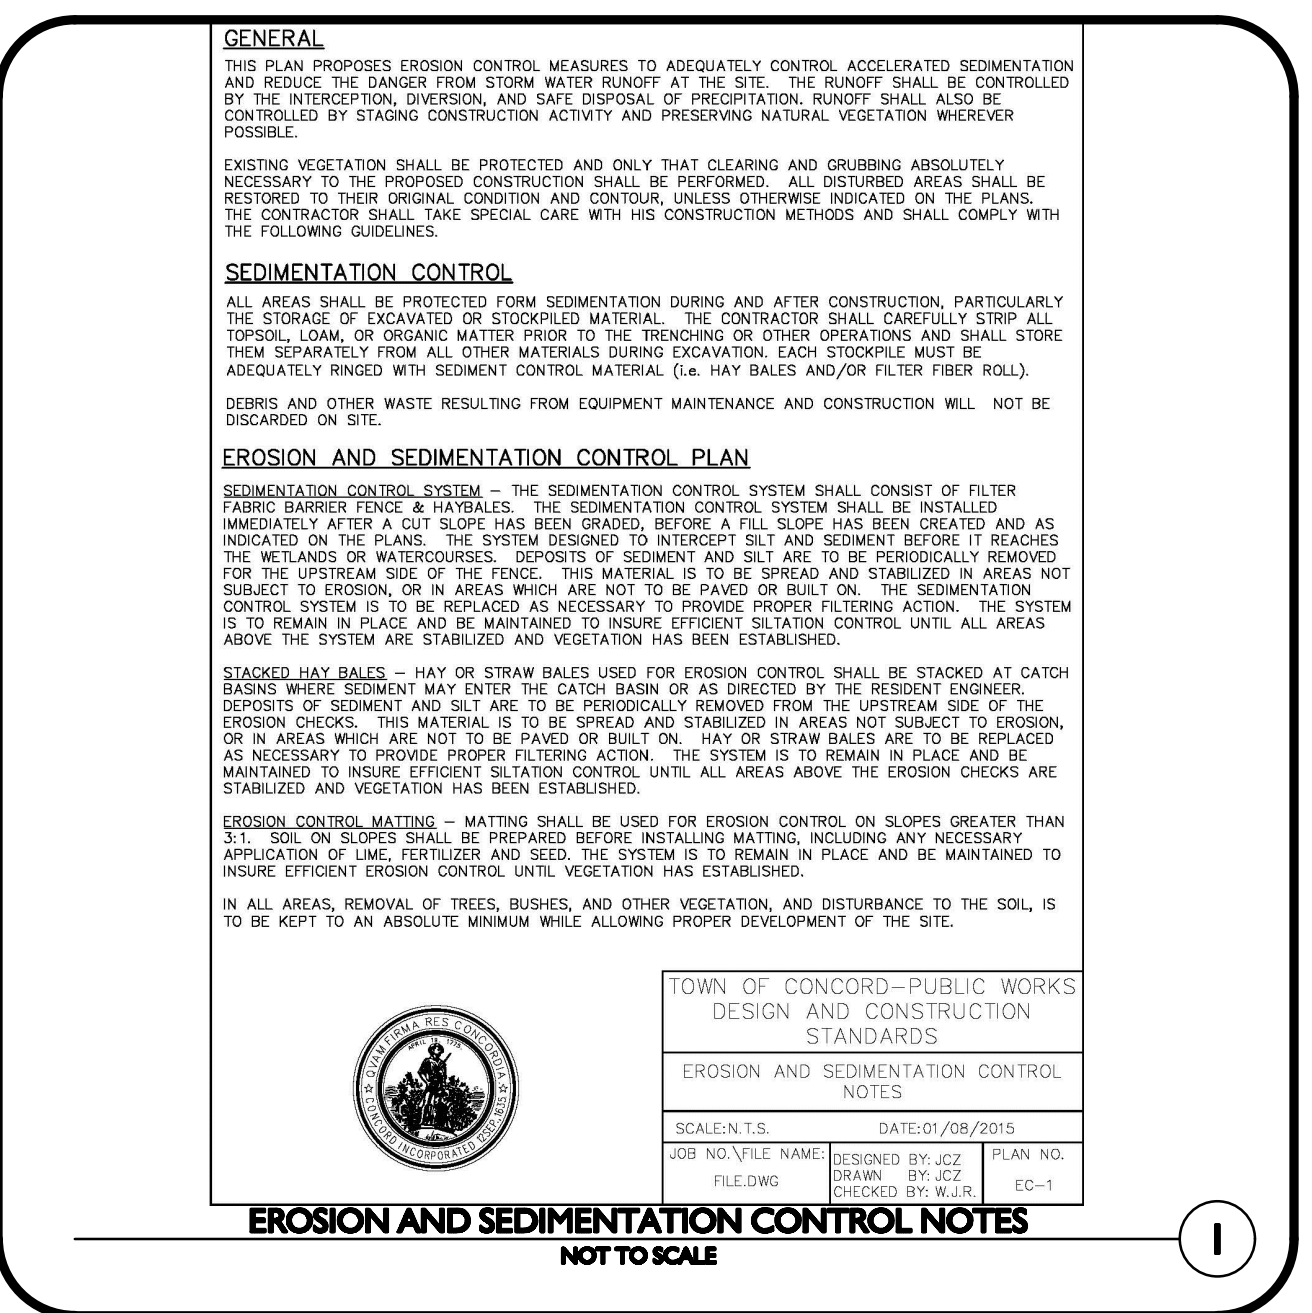 GENERAL
THIS PLAN PROPOSES EROSION CONTROL MEASURES TO ADEQUATELY CONTROL ACCELERATED SEDIMENTATION
AND REDUCE THE DANGER FROM STORM WATER RUNOFF AT THE SITE. THE RUNOFF SHALL BE CONTROLLED
BY THE INTERCEPTION, DIVERSION, AND SAFE DISPOSAL OF PRECIPITATION. RUNOFF SHALL ALSO BE
CONTROLLED BY STAGING CONSTRUCTION ACTIVITY AND PRESERVING NATURAL VEGETATION WHEREVER
POSSIBLE.
EXISTING VEGETATION SHALL BE PROTECTED AND ONLY THAT CLEARING AND GRUBBING ABSOLUTELY
NECESSARY TO THE PROPOSED CONSTRUCTION SHALL BE PERFORMED. ALL DISTURBED AREAS SHALL BE
RESTORED TO THEIR ORIGINAL CONDITION AND CONTOUR, UNLESS OTHERWISE INDICATED ON THE PLANS.
THE CONTRACTOR SHALL TAKE SPECIAL CARE WITH HIS CONSTRUCTION METHODS AND SHALL COMPLY WITH
THE FOLLOWING GUIDELINES.
SEDIMENTATION CONTROL
ALL AREAS SHALL BE PROTECTED FORM SEDIMENTATION DURING AND AFTER CONSTRUCTION, PARTICULARLY
THE STORAGE OF EXCAVATED OR STOCKPILED MATERIAL. THE CONTRACTOR SHALL CAREFULLY STRIP ALL
TOPSOIL, LOAM, OR ORGANIC MATTER PRIOR TO THE TRENCHING OR OTHER OPERATIONS AND SHALL STORE
THEM SEPARATELY FROM ALL OTHER MATERIALS DURING EXCAVATION. EACH STOCKPILE MUST BE
ADEQUATELY RINGED WITH SEDIMENT CONTROL MATERIAL (i.e. HAY BALES AND/OR FILTER FIBER ROLL).
DEBRIS AND OTHER WASTE RESULTING FROM EQUIPMENT MAINTENANCE AND CONSTRUCTION WILL NOT BE
DISCARDED ON SITE.
EROSION AND SEDIMENTATION CONTROL PLAN
SEDIMENTATION CONTROL SYSTEM – THE SEDIMENTATION CONTROL SYSTEM SHALL CONSIST OF FILTER
FABRIC BARRIER FENCE & HAYBALES. THE SEDIMENTATION CONTROL SYSTEM SHALL BE INSTALLED
IMMEDIATELY AFTER A CUT SLOPE HAS BEEN GRADED, BEFORE A FILL SLOPE HAS BEEN CREATED AND AS
INDICATED ON THE PLANS. THE SYSTEM DESIGNED TO INTERCEPT SILT AND SEDIMENT BEFORE IT REACHES
THE WETLANDS OR WATERCOURSES. DEPOSITS OF SEDIMENT AND SILT ARE TO BE PERIODICALLY REMOVED
FOR THE UPSTREAM SIDE OF THE FENCE. THIS MATERIAL IS TO BE SPREAD AND STABILIZED IN AREAS NOT
SUBJECT TO EROSION, OR IN AREAS WHICH ARE NOT TO BE PAVED OR BUILT ON. THE SEDIMENTATION
CONTROL SYSTEM IS TO BE REPLACED AS NECESSARY TO PROVIDE PROPER FILTERING ACTION. THE SYSTEM
IS TO REMAIN IN PLACE AND BE MAINTAINED TO INSURE EFFICIENT SILTATION CONTROL UNTIL ALL AREAS
ABOVE THE SYSTEM ARE STABILIZED AND VEGETATION HAS BEEN ESTABLISHED.
STACKED HAY BALES – HAY OR STRAW BALES USED FOR EROSION CONTROL SHALL BE STACKED AT CATCH
BASINS WHERE SEDIMENT MAY ENTER THE CATCH BASIN OR AS DIRECTED BY THE RESIDENT ENGINEER.
DEPOSITS OF SEDIMENT AND SILT ARE TO BE PERIODICALLY REMOVED FROM THE UPSTREAM SIDE OF THE
EROSION CHECKS. THIS MATERIAL IS TO BE SPREAD AND STABILIZED IN AREAS NOT SUBJECT TO EROSION,
OR IN AREAS WHICH ARE NOT TO BE PAVED OR BUILT ON. HAY OR STRAW BALES ARE TO BE REPLACED
AS NECESSARY TO PROVIDE PROPER FILTERING ACTION. THE SYSTEM IS TO REMAIN IN PLACE AND BE
MAINTAINED TO INSURE EFFICIENT SILTATION CONTROL UNTIL ALL AREAS ABOVE THE EROSION CHECKS ARE
STABILIZED AND VEGETATION HAS BEEN ESTABLISHED.
EROSION CONTROL MATTING – MATTING SHALL BE USED FOR EROSION CONTROL ON SLOPES GREATER THAN
3:1. SOIL ON SLOPES SHALL BE PREPARED BEFORE INSTALLING MATTING, INCLUDING ANY NECESSARY
APPLICATION OF LIME, FERTILIZER AND SEED. THE SYSTEM IS TO REMAIN IN PLACE AND BE MAINTAINED TO
INSURE EFFICIENT EROSION CONTROL UNTIL VEGETATION HAS ESTABLISHED.
IN ALL AREAS, REMOVAL OF TREES, BUSHES, AND OTHER VEGETATION, AND DISTURBANCE TO THE SOIL, IS
TO BE KEPT TO AN ABSOLUTE MINIMUM WHILE ALLOWING PROPER DEVELOPMENT OF THE SITE.
QVAM FIRMA RES CONCORDIA
APRIL 19, 1775.
CONCORD INCORPORATED 12SEP.,1635
TOWN OF CONCORD–PUBLIC WORKS
DESIGN AND CONSTRUCTION
STANDARDS
EROSION AND SEDIMENTATION CONTROL
NOTES
SCALE:N.T.S. DATE:01/08/2015
JOB NO.\FILE NAME:
FILE.DWG
DESIGNED BY: JCZ
DRAWN BY: JCZ
CHECKED BY: W.J.R.
PLAN NO.
EC–1
EROSION AND SEDIMENTATION CONTROL NOTES
NOT TO SCALE
1